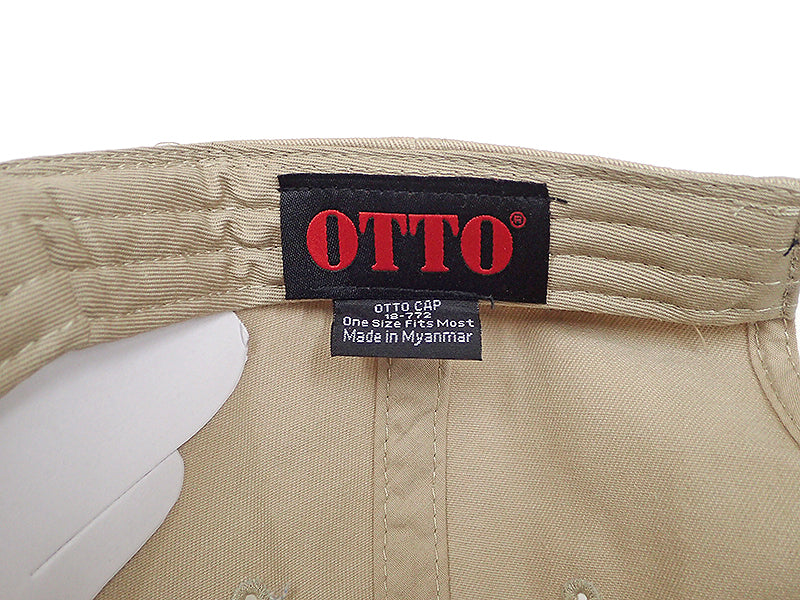 OTTO®
OTTO CAP
18-772
One Size Fits Most
Made in Myanmar